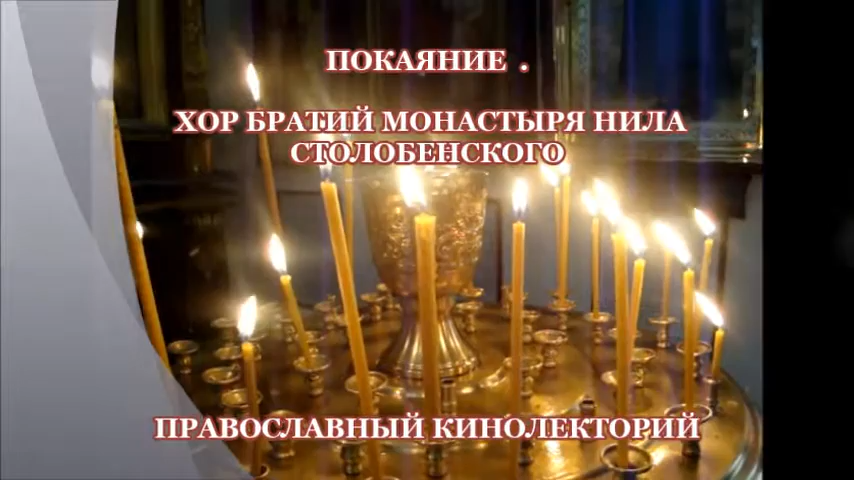 ПОКАЯНИЕ .
ХОР БРАТИЙ МОНАСТЫРЯ НИЛА
СТОЛОБЕНСКОГО
ПРАВОСЛАВНЫЙ КИНОЛЕКТОРИЙ